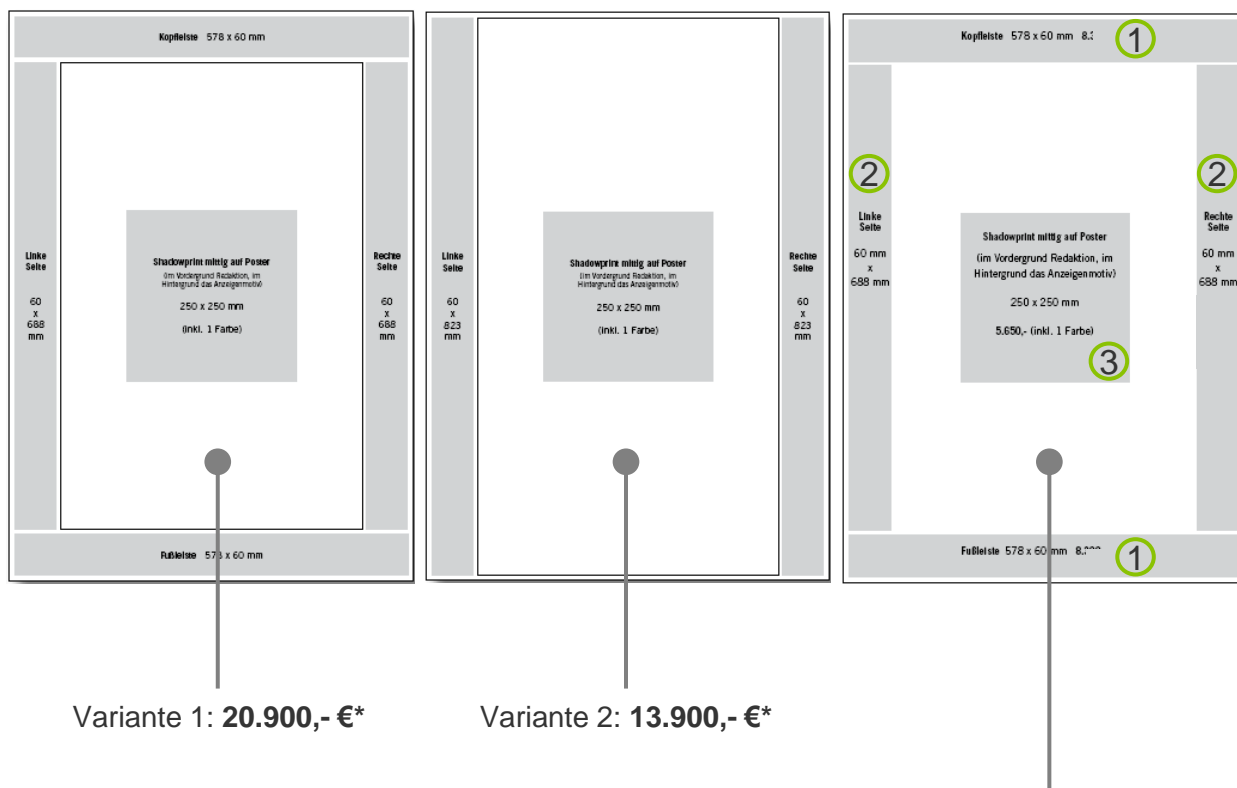 Kopfleiste 578 x 60 mm
Linke
Seite
60
x
688
mm
Shadowprint mittig auf Poster
(im Vordergrund Redaktion, im
Hintergrund das Anzeigenmotiv)
250 x 250 mm
(inkl. 1 Farbe)
Rechte
Seite
60
x
688
mm
Fußleiste 578 x 60 mm
Variante 1: 20.900,- €*
Linke
Seite
60
x
823
mm
Shadowprint mittig auf Poster
(im Vordergrund Redaktion, im
Hintergrund das Anzeigenmotiv)
250 x 250 mm
(inkl. 1 Farbe)
Rechte
Seite
60
x
823
mm
Variante 2: 13.900,- €*
Kopfleiste 578 x 60 mm 1
2
Linke
Seite
60 mm
x
688 mm
Shadowprint mittig auf Poster
(im Vordergrund Redaktion, im
Hintergrund das Anzeigenmotiv)
250 x 250 mm
5.650,- (inkl. 1 Farbe)
3
2
Rechte
Seite
60 mm
x
688 mm
Fußleiste 578 x 60 mm 1